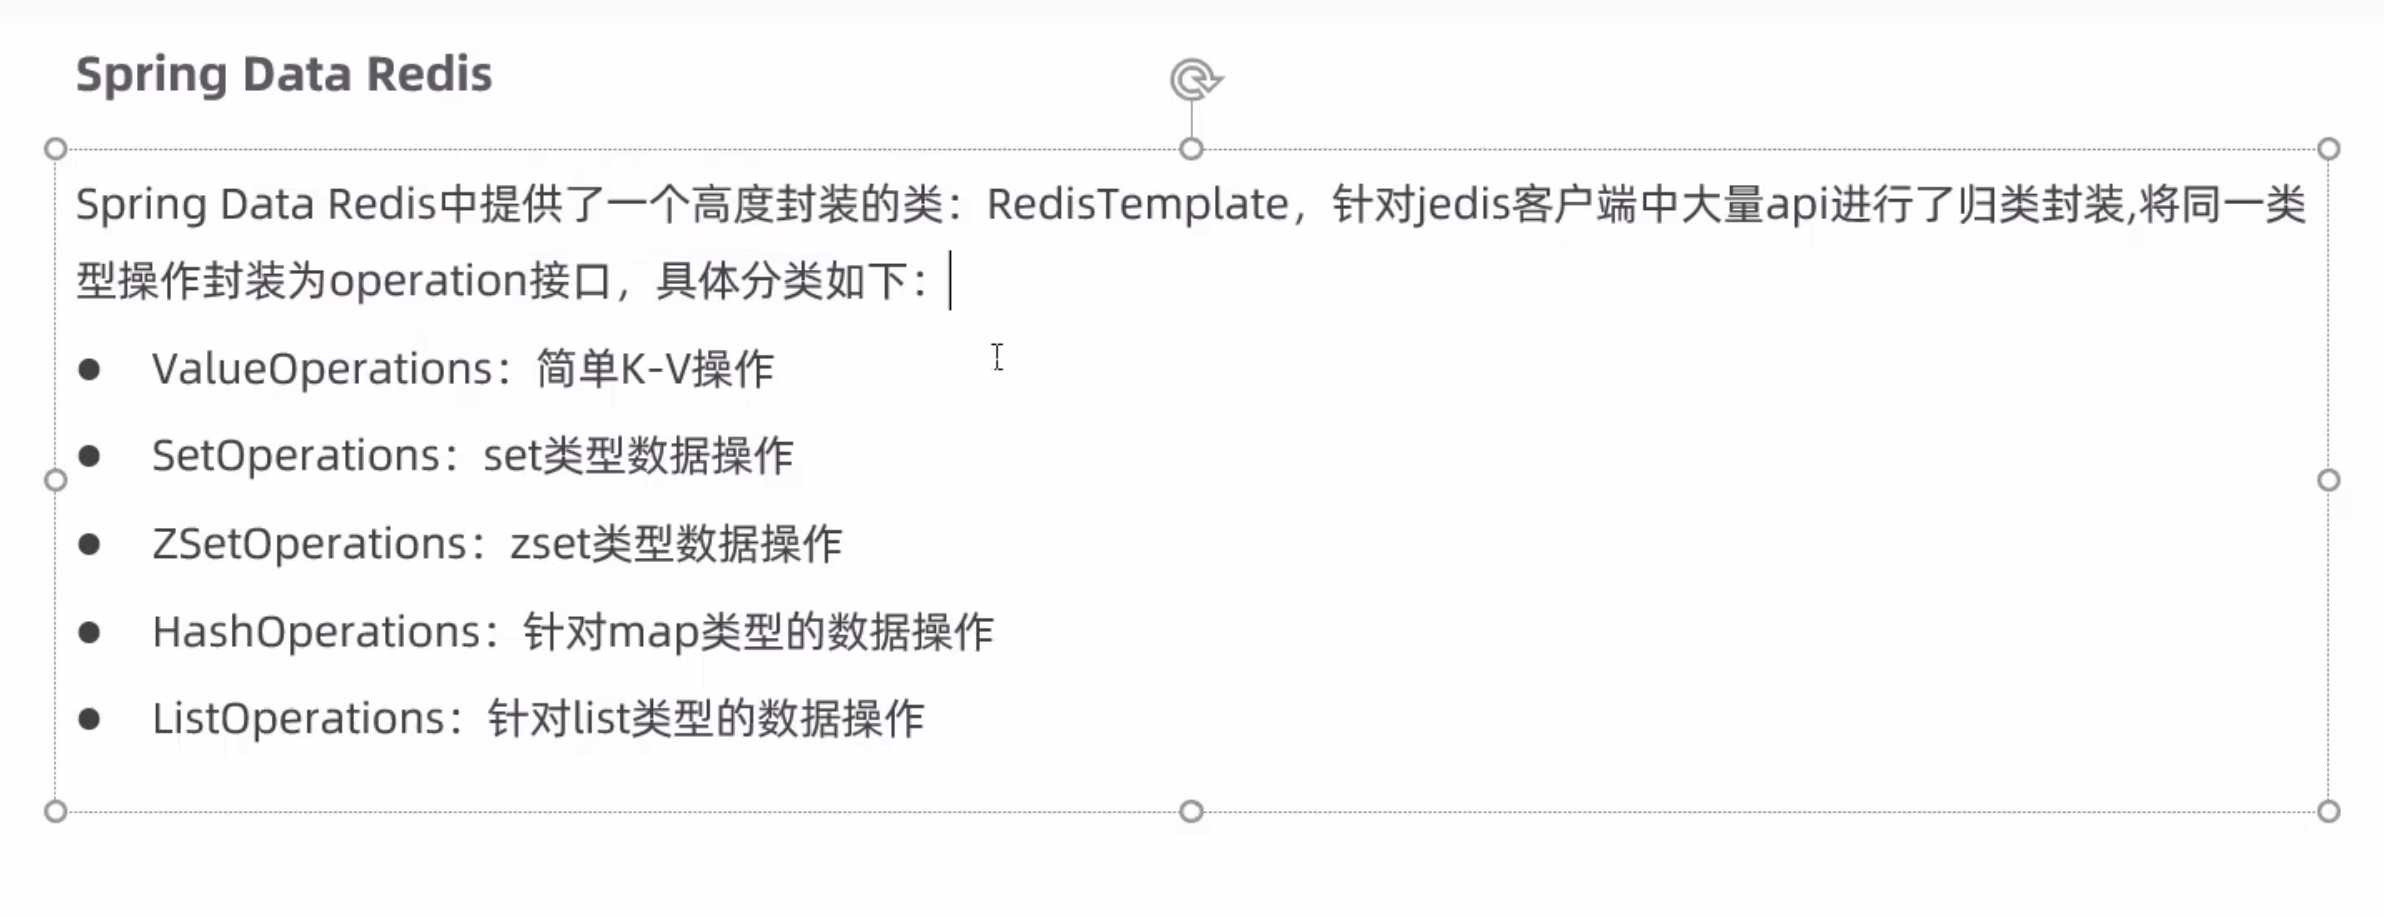 Spring Data Redis
Spring Data Redis中提供了一个高度封装的类：RedisTemplate，针对jedis客户端中大量api进行了归类封装,将同一类
型操作封装为operation接口，具体分类如下：
● ValueOperations：简单K-V操作
● SetOperations：set类型数据操作
● ZSetOperations：zset类型数据操作
● HashOperations：针对map类型的数据操作
● ListOperations：针对list类型的数据操作